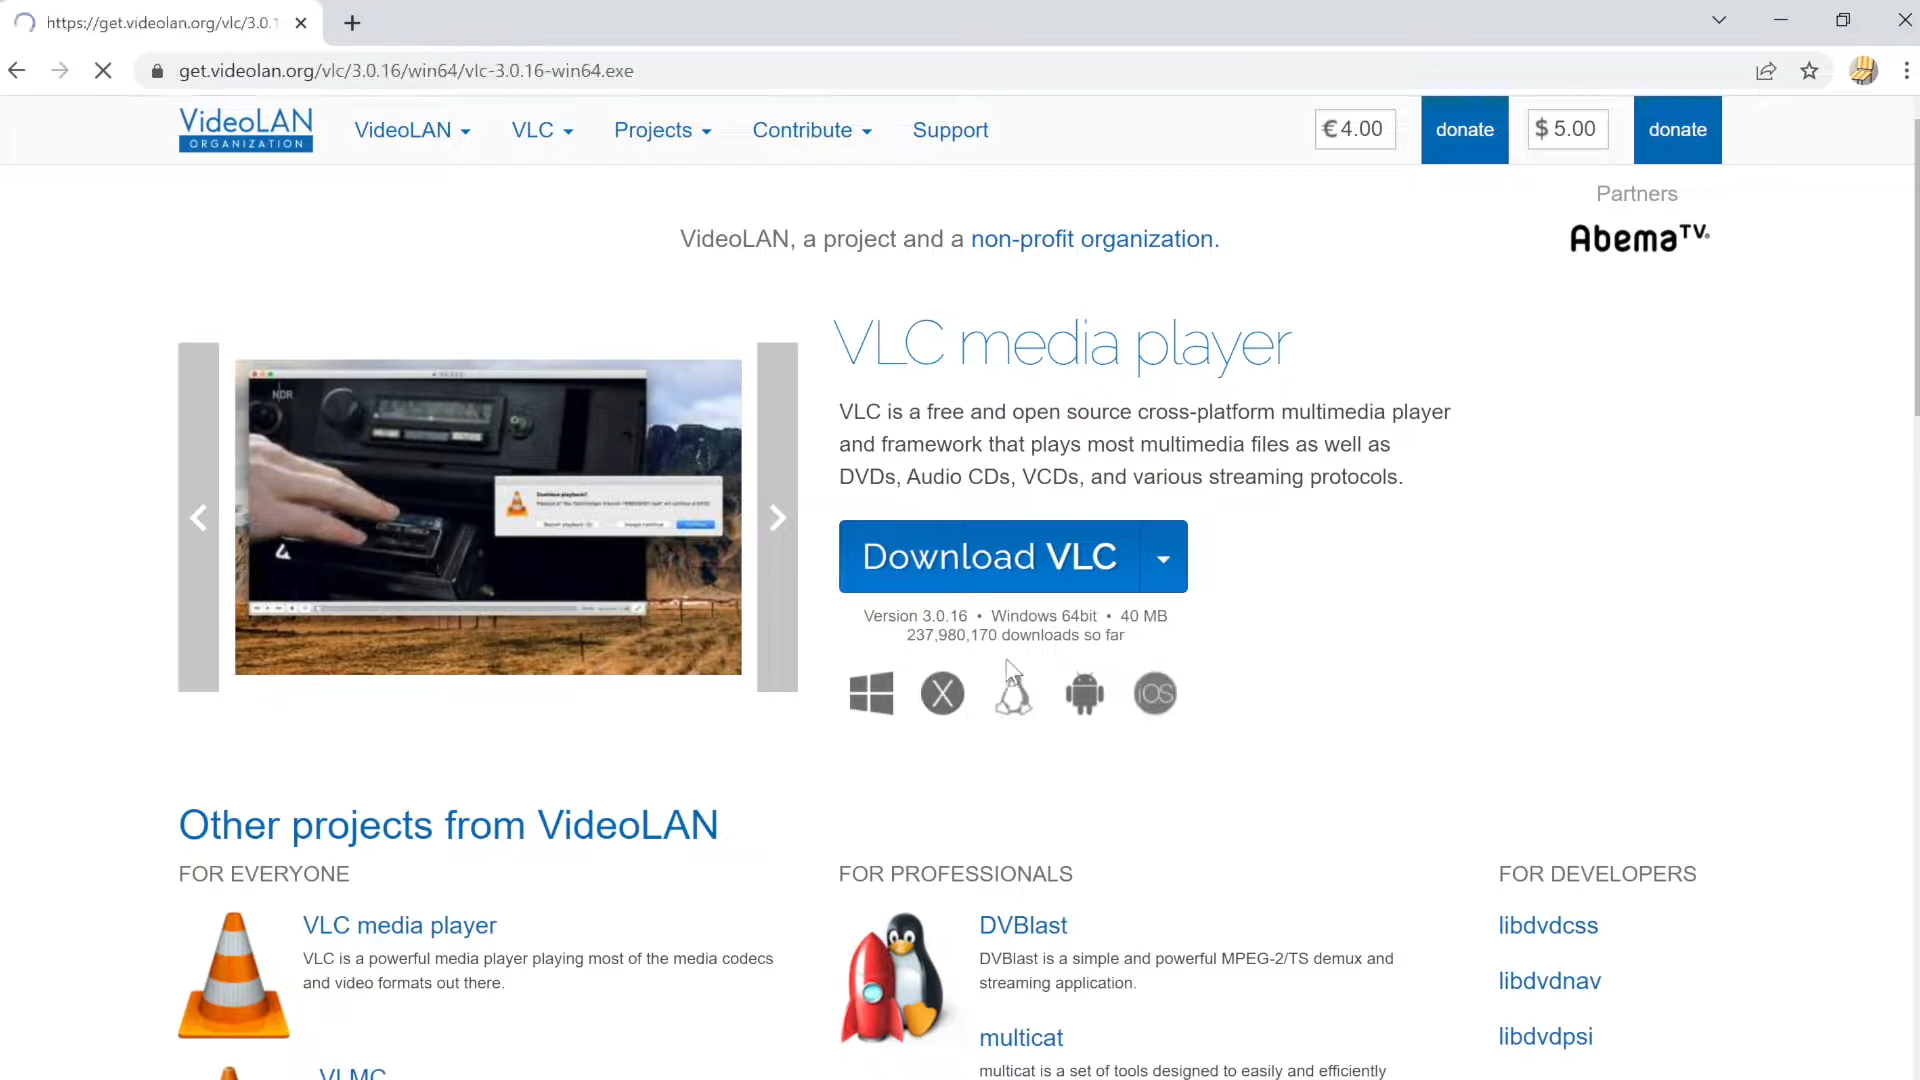 https://get.videolan.org/vlc/3.0.1
get.videolan.org/vlc/3.0.16/win64/vlc-3.0.16-win64.exe
VideoLAN
ORGANIZATION
VideoLAN
VLC
Projects
Contribute
Support
€ 4.00
donate
$ 5.00
donate
Partners
AbemaTV
VideoLAN, a project and a non-profit organization.
VLC media player
VLC is a free and open source cross-platform multimedia player
and framework that plays most multimedia files as well as
DVDs, Audio CDs, VCDs, and various streaming protocols.
NDR
Continue playback?
Download VLC
Version 3.0.16 • Windows 64bit • 40 MB
237,980,170 downloads so far
X
iOS
Other projects from VideoLAN
FOR EVERYONE
FOR PROFESSIONALS
FOR DEVELOPERS
VLC media player
VLC is a powerful media player playing most of the media codecs
and video formats out there.
VLMC
DVBlast
DVBlast is a simple and powerful MPEG-2/TS demux and
streaming application.
multicat
multicat is a set of tools designed to easily and efficiently
libdvdcss
libdvdnav
libdvdpsi